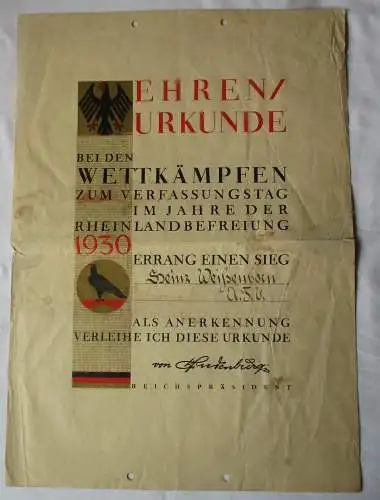 EHREN/
URKUNDE
BEI DEN
WETTKÄMPFEN
ZUM VERFASSUNGSTAG
IM JAHRE DER
RHEINLANDBEFREIUNG
1930
ERRANG EINEN SIEG
Heinz Weißenborn
ALS ANERKENNUNG
VERLEIHE ICH DIESE URKUNDE
von Hindenburg
REICHSPRÄSIDENT